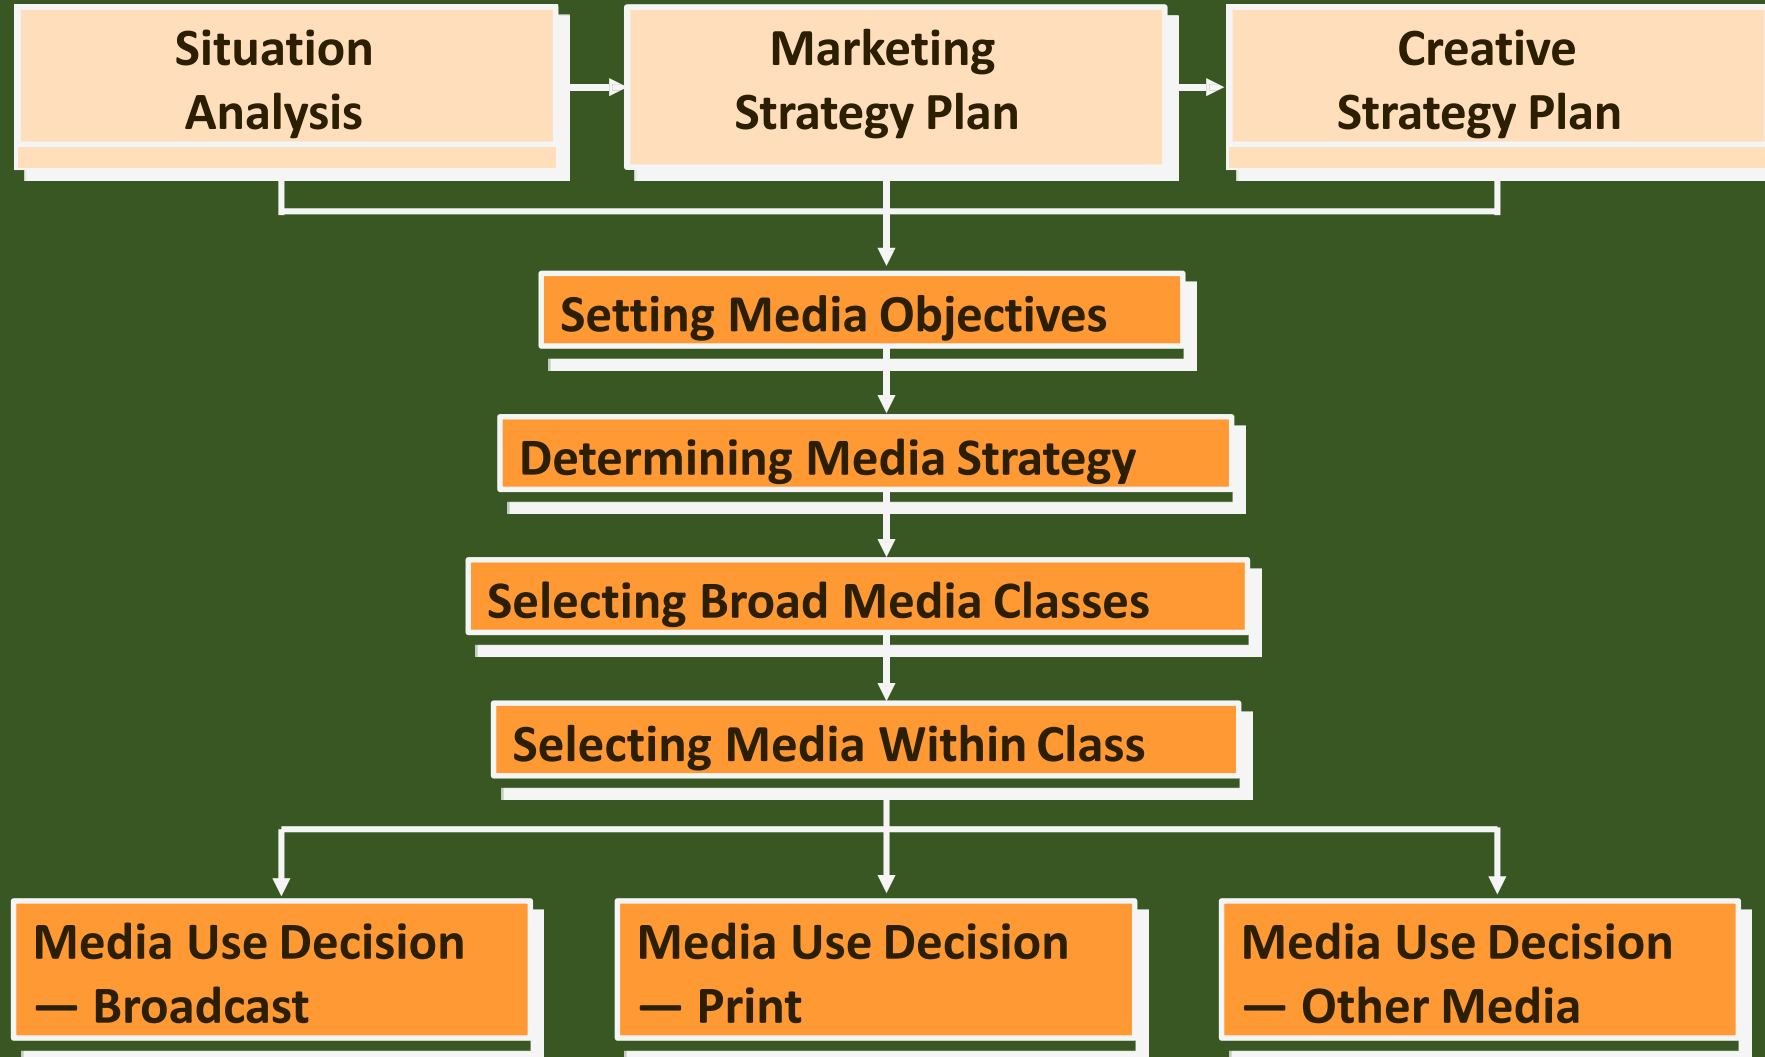 Situation
Analysis
Marketing
Strategy Plan
Creative
Strategy Plan
Setting Media Objectives
Determining Media Strategy
Selecting Broad Media Classes
Selecting Media Within Class
Media Use Decision
— Broadcast
Media Use Decision
— Print
Media Use Decision
— Other Media